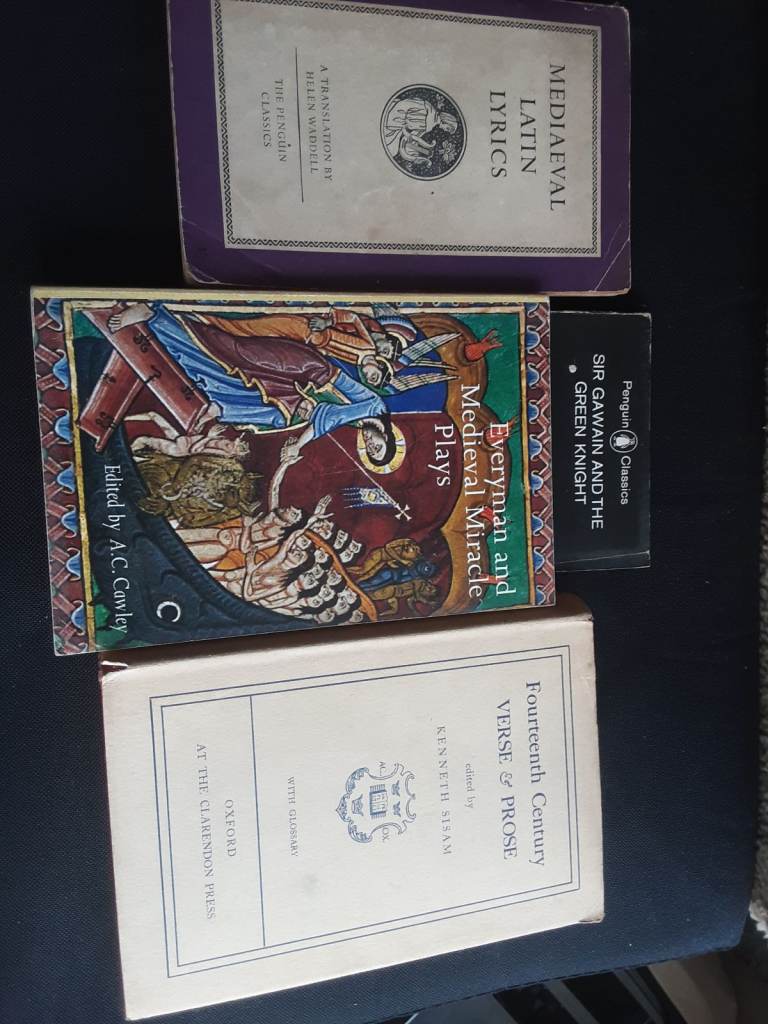 MEDIAEVAL
LATIN
LYRICS
A TRANSLATION BY
HELEN WADDELL
THE PENGUIN
CLASSICS
Penguin Classics
SIR GAWAIN AND THE
GREEN KNIGHT
Everyman and
Medieval Miracle
Plays
Edited by A.C. Cawley
C
Fourteenth Century
VERSE & PROSE
edited by
KENNETH SISAM
AC. OX.
WITH GLOSSARY
OXFORD
AT THE CLARENDON PRESS